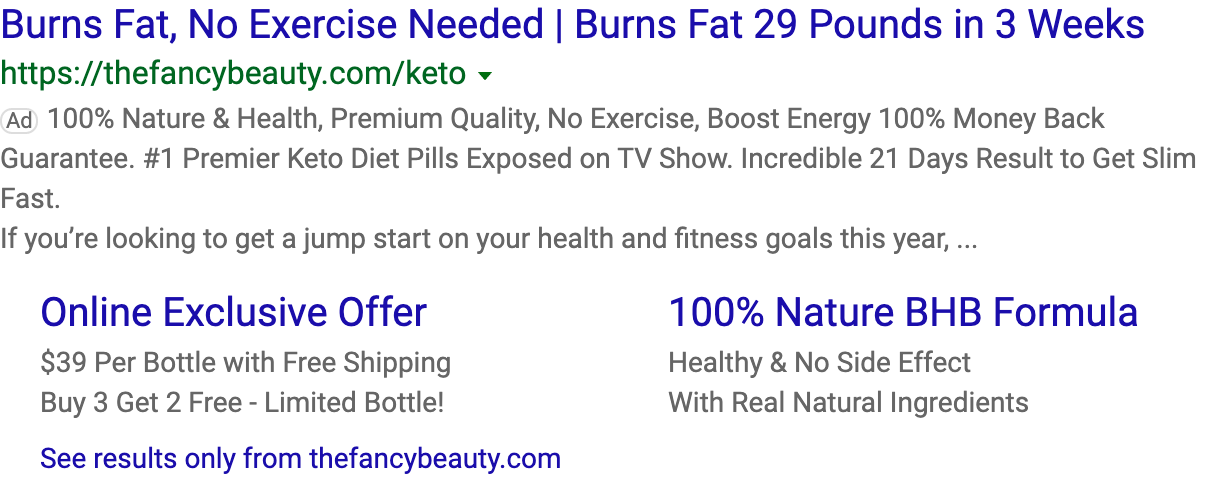 Burns Fat, No Exercise Needed | Burns Fat 29 Pounds in 3 Weeks
https://thefancybeauty.com/keto
Ad 100% Nature & Health, Premium Quality, No Exercise, Boost Energy 100% Money Back
Guarantee. #1 Premier Keto Diet Pills Exposed on TV Show. Incredible 21 Days Result to Get Slim
Fast.
If you’re looking to get a jump start on your health and fitness goals this year, ...
Online Exclusive Offer
$39 Per Bottle with Free Shipping
Buy 3 Get 2 Free - Limited Bottle!
100% Nature BHB Formula
Healthy & No Side Effect
With Real Natural Ingredients
See results only from thefancybeauty.com